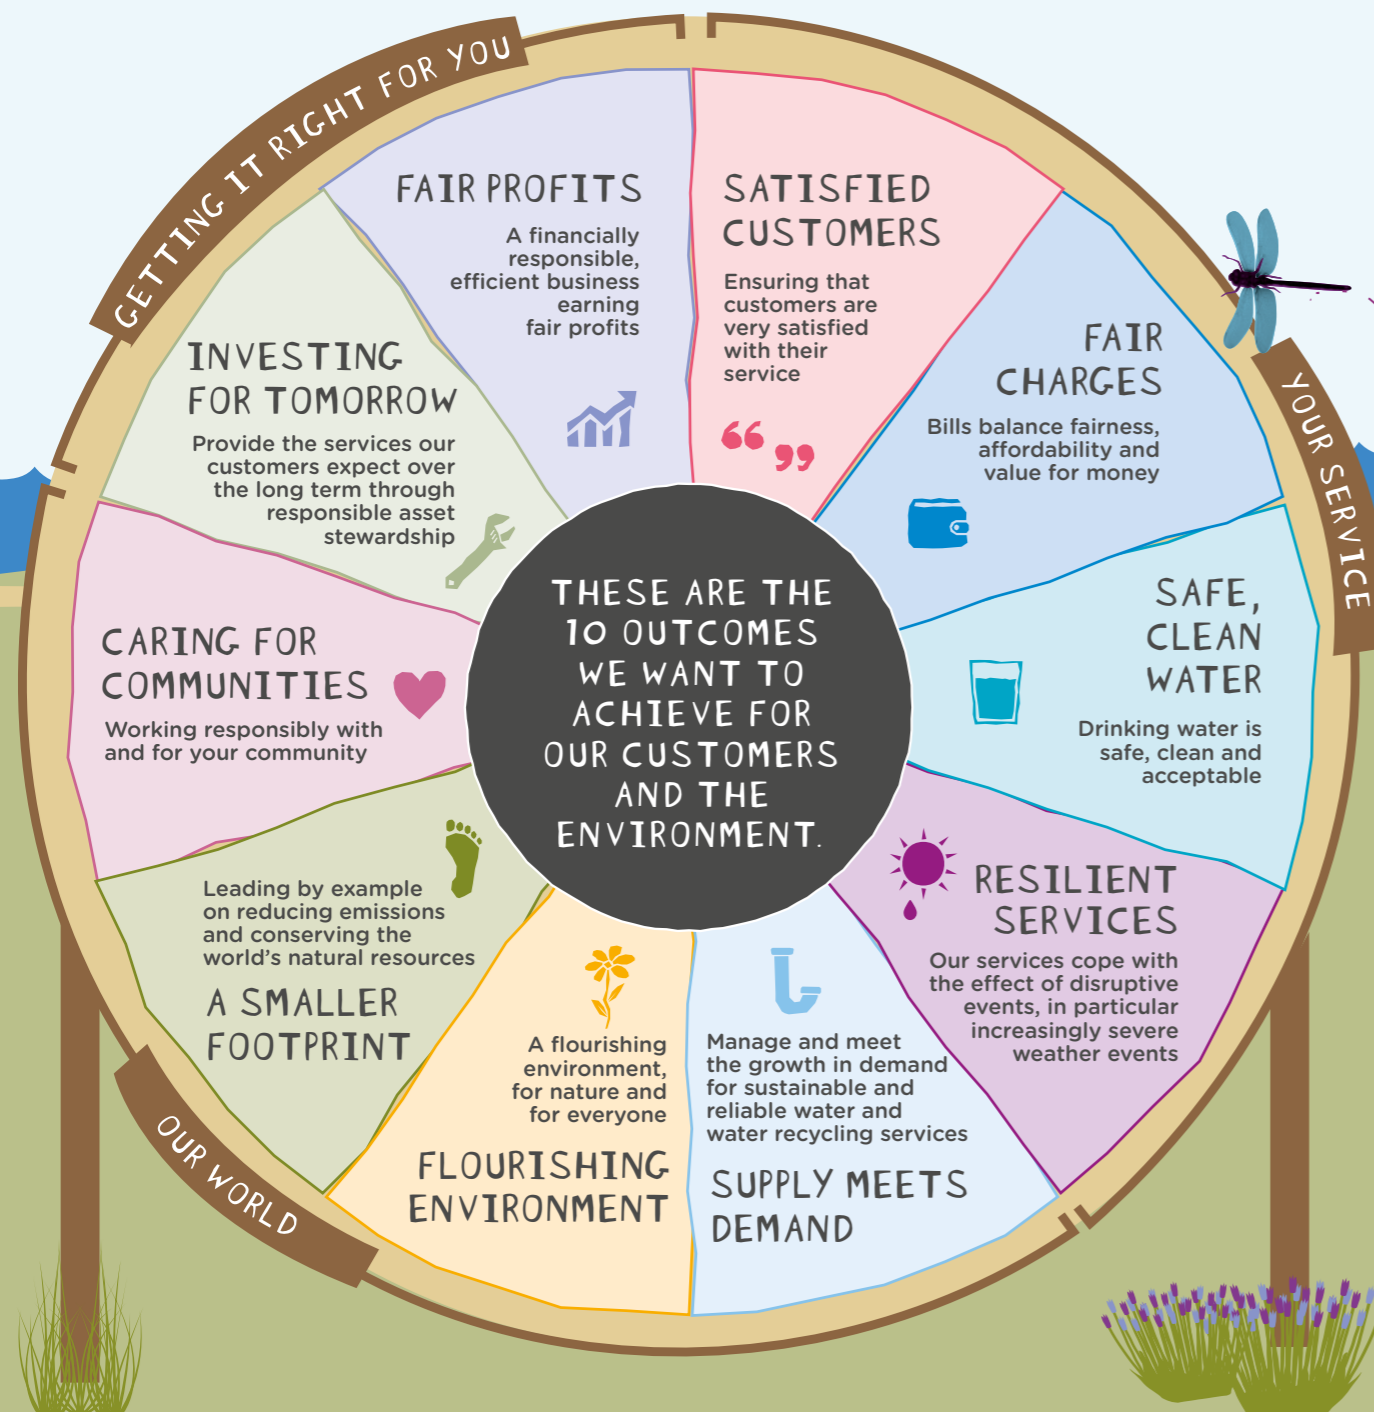 GETTING IT RIGHT FOR YOU
FAIR PROFITS
A financially
responsible,
efficient business
earning
fair profits
SATISFIED
CUSTOMERS
Ensuring that
customers are
very satisfied
with their
service
FAIR
CHARGES
Bills balance fairness,
affordability and
value for money
YOUR SERVICE
SAFE,
CLEAN
WATER
Drinking water is
safe, clean and
acceptable
RESILIENT
SERVICES
Our services cope with
the effect of disruptive
events, in particular
increasingly severe
weather events
Manage and meet
the growth in demand
for sustainable and
reliable water and
water recycling services
SUPPLY MEETS
DEMAND
A flourishing
environment,
for nature and
for everyone
FLOURISHING
ENVIRONMENT
OUR WORLD
Leading by example
on reducing emissions
and conserving the
world's natural resources
A SMALLER
FOOTPRINT
CARING FOR
COMMUNITIES
Working responsibly with
and for your community
INVESTING
FOR TOMORROW
Provide the services our
customers expect over
the long term through
responsible asset
stewardship
THESE ARE THE
10 OUTCOMES
WE WANT TO
ACHIEVE FOR
OUR CUSTOMERS
AND THE
ENVIRONMENT.